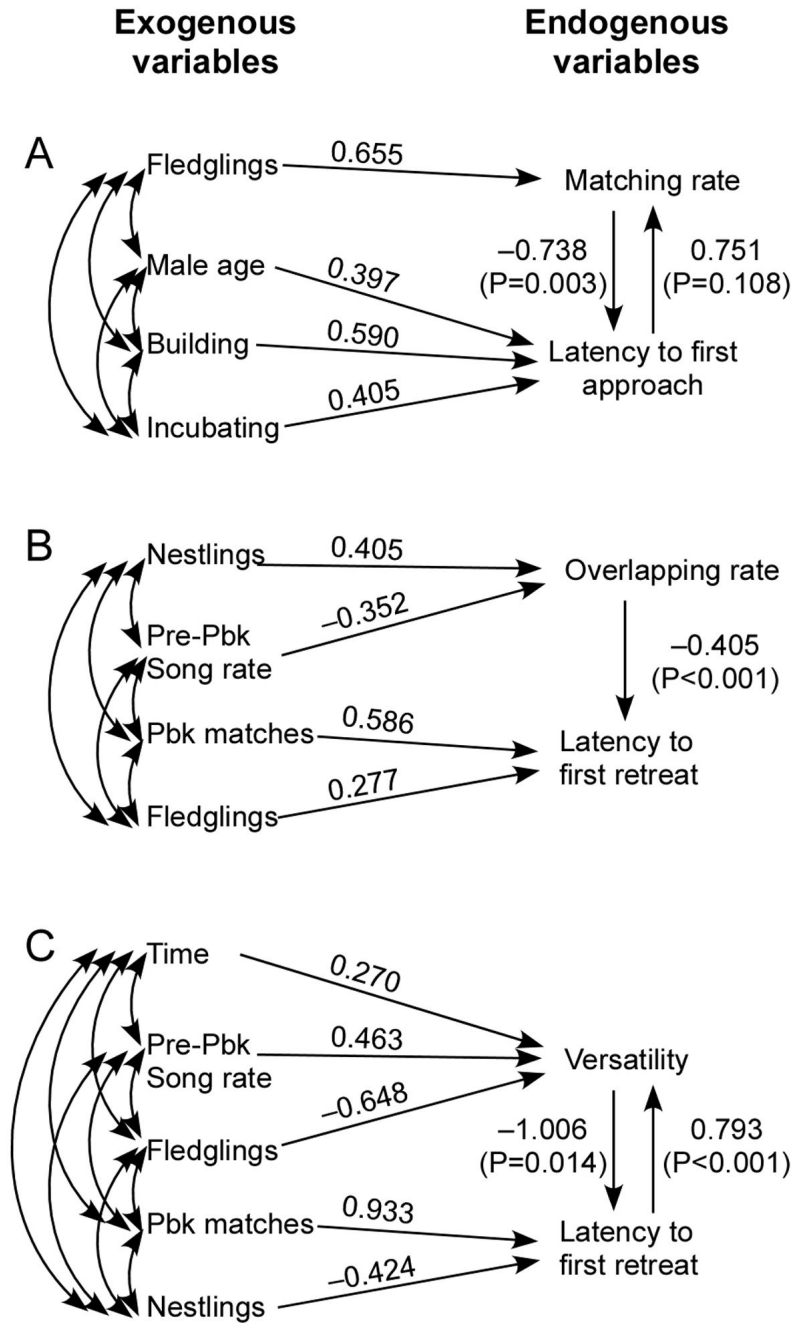 Exogenous variables
Endogenous variables
A
Fledglings
0.655
Matching rate
Male age
0.397
–0.738
(P=0.003)
0.751
(P=0.108)
Building
0.590
Latency to first
approach
Incubating
0.405
B
Nestlings
0.405
Overlapping rate
Pre-Pbk
Song rate
–0.352
–0.405
(P<0.001)
Pbk matches
0.586
Latency to
first retreat
Fledglings
0.277
C
Time
0.270
Pre-Pbk
Song rate
0.463
Versatility
Fledglings
–0.648
–1.006
(P=0.014)
0.793
(P<0.001)
Pbk matches
0.933
Latency to
first retreat
Nestlings
–0.424